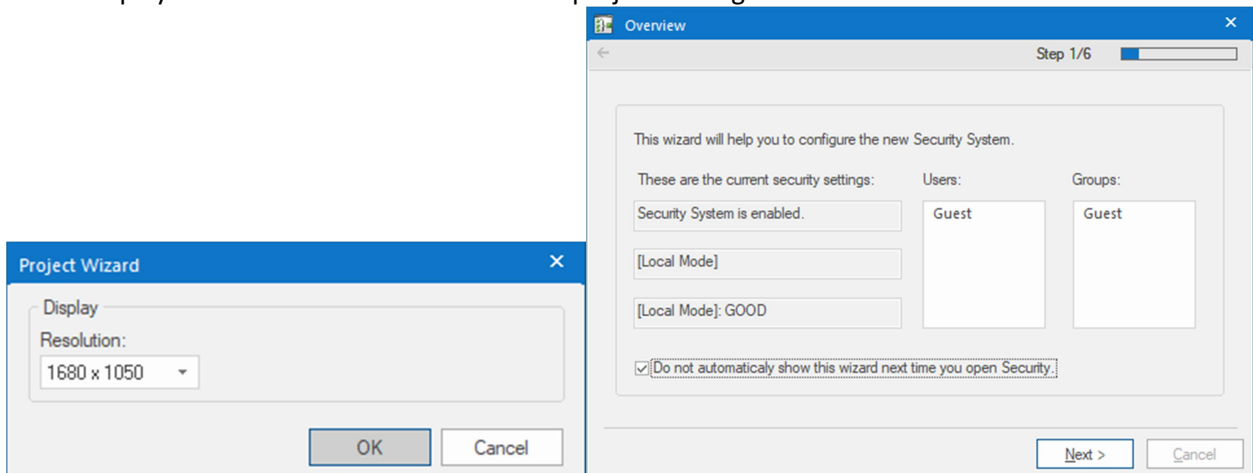 Overview
Step 1/6
This wizard will help you to configure the new Security System.
These are the current security settings:
Users:
Groups:
Security System is enabled.
Guest
Guest
[Local Mode]
[Local Mode]: GOOD
Do not automaticaly show this wizard next time you open Security.
Next >
Cancel
Project Wizard
Display
Resolution:
1680 x 1050
OK
Cancel